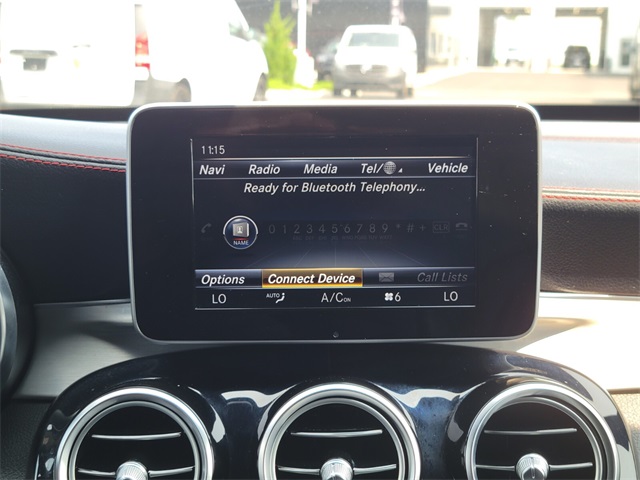 11:15
Navi Radio Media Tel/ Vehicle
Ready for Bluetooth Telephony...
NAME 0 1 2 3 4 5 6 7 8 9 * # + CLR
Options Connect Device Call Lists
LO AUTO A/C ON 6 LO